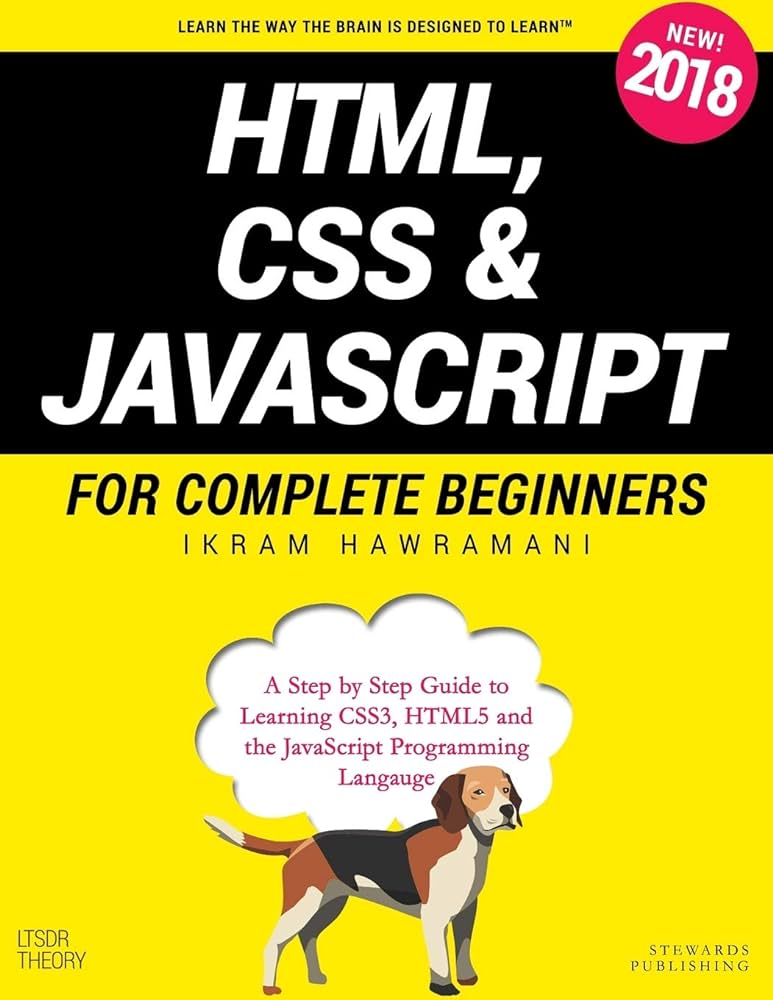 LEARN THE WAY THE BRAIN IS DESIGNED TO LEARN™
NEW!
2018
HTML,
CSS &
JAVASCRIPT
FOR COMPLETE BEGINNERS
IKRAM HAWRAMANI
A Step by Step Guide to
Learning CSS3, HTML5 and
the JavaScript Programming
Langauge
LTSDR
THEORY
STEWARDS
PUBLISHING